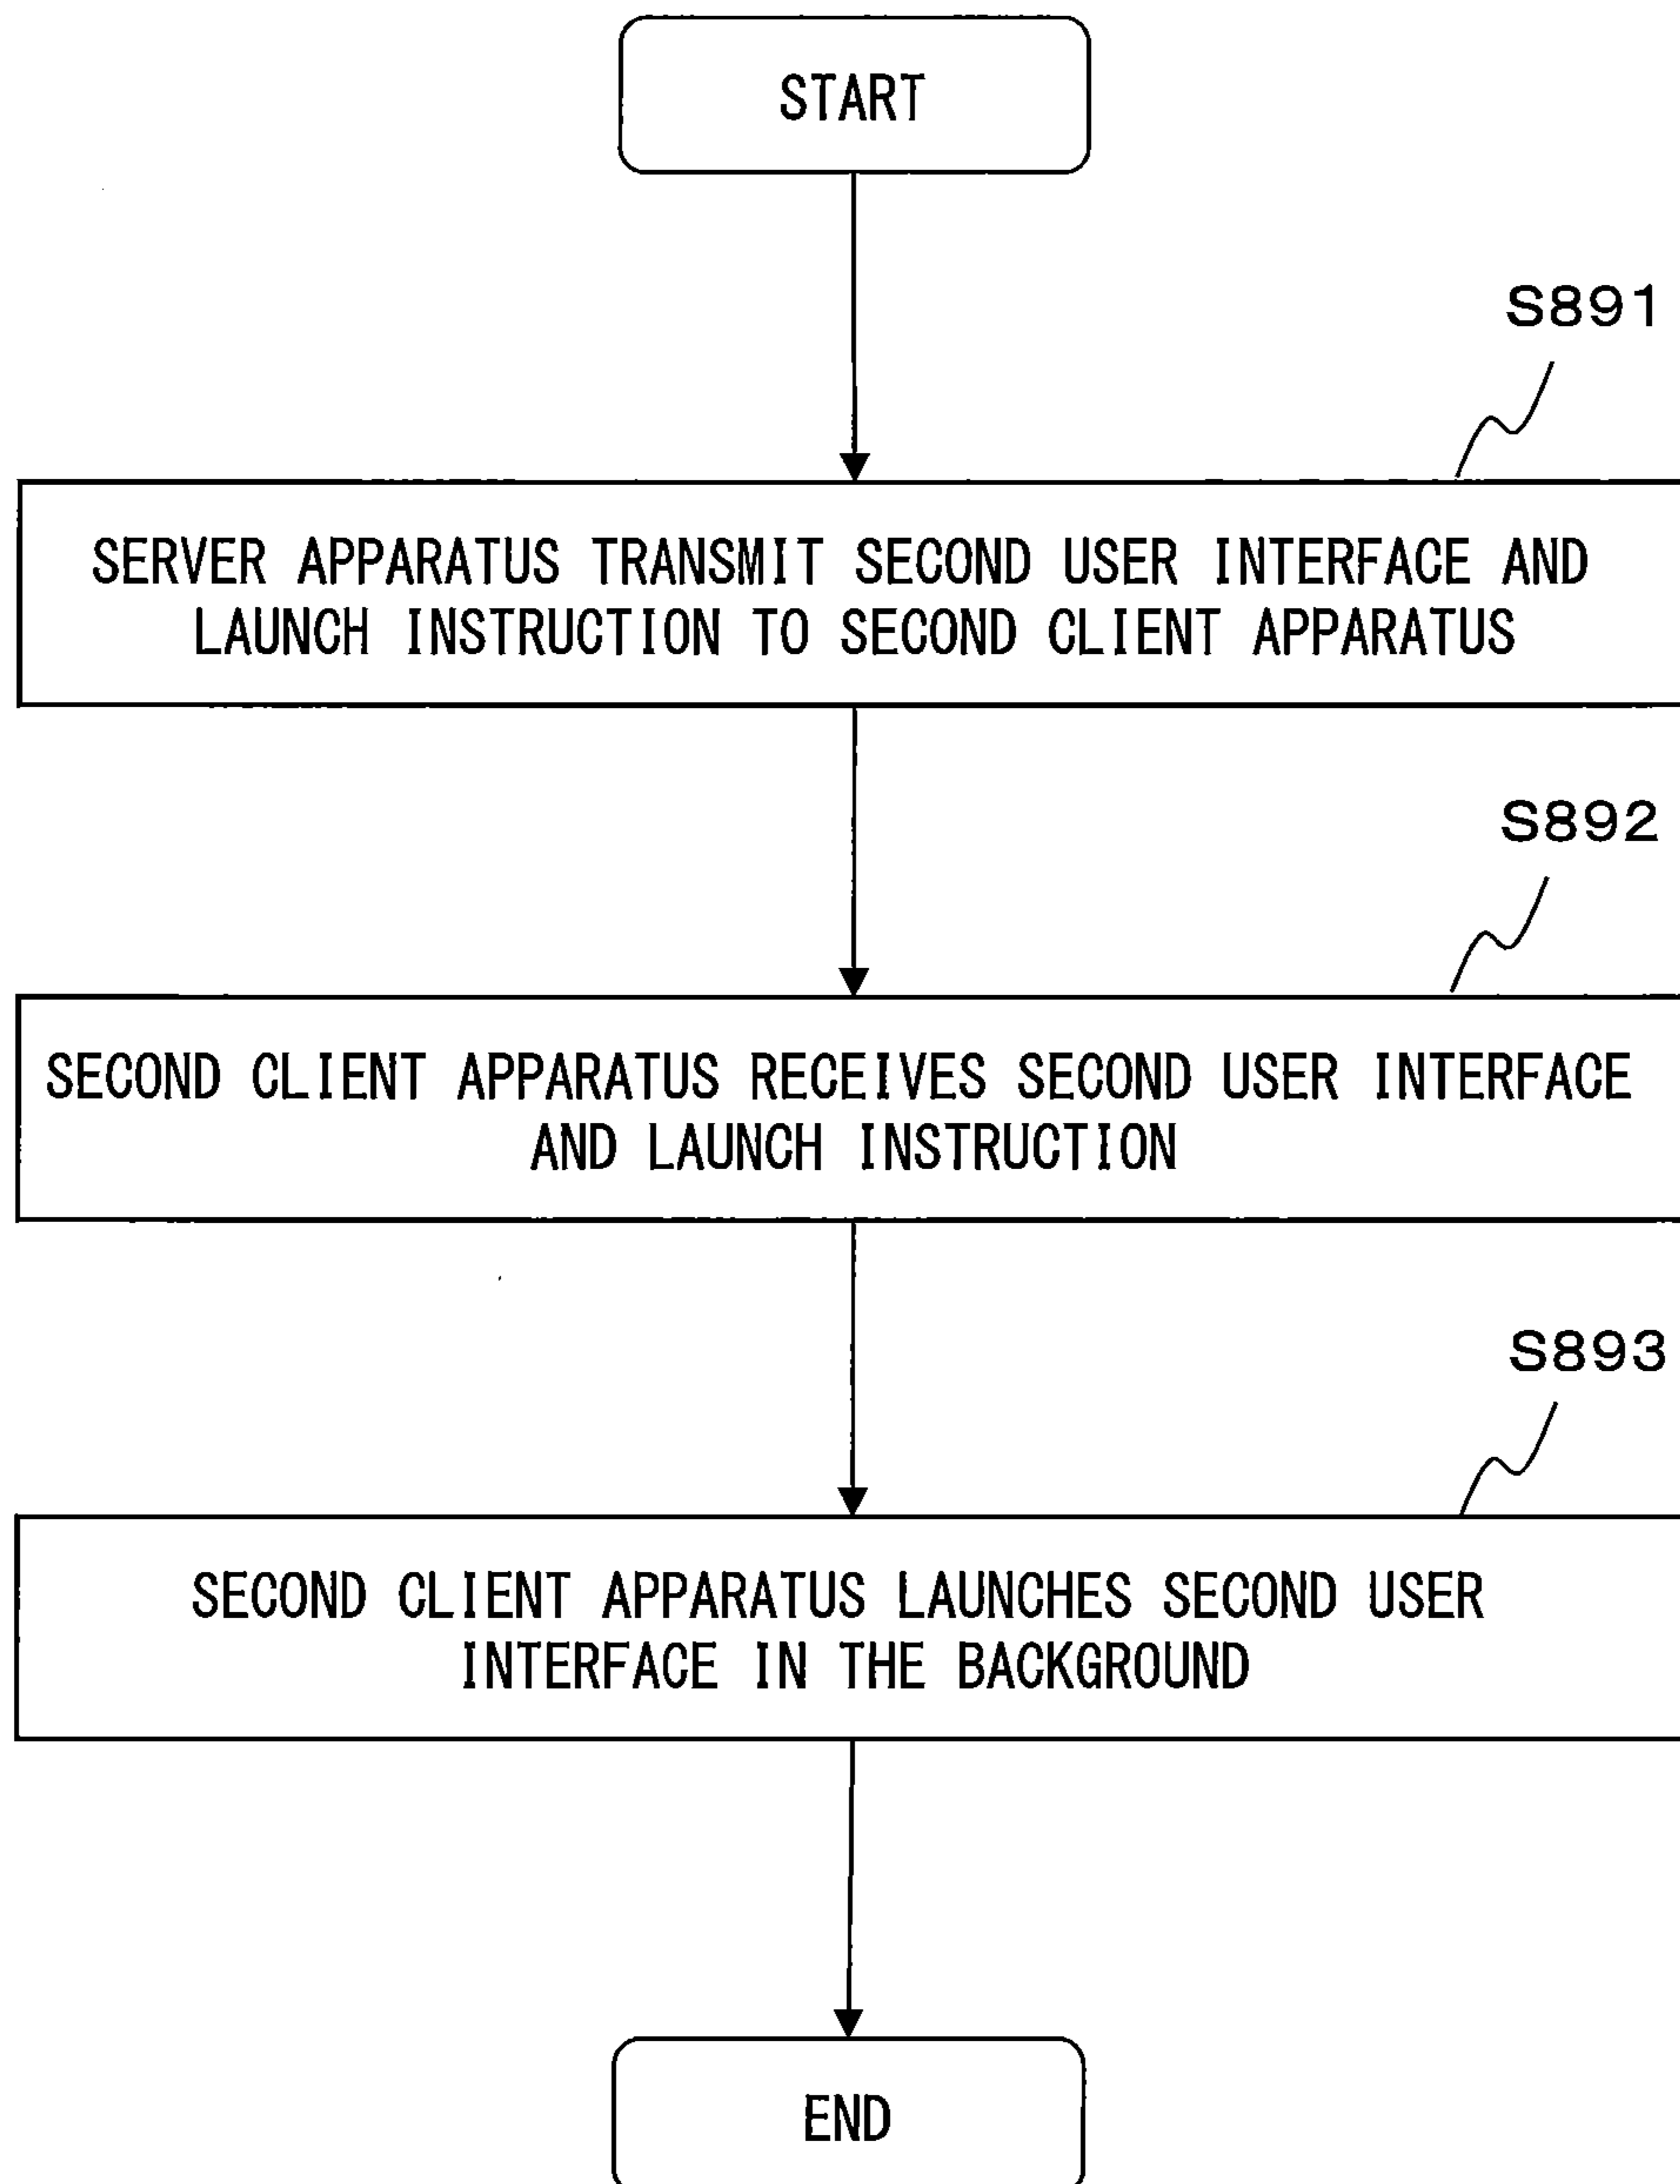 START
S891
SERVER APPARATUS TRANSMIT SECOND USER INTERFACE AND
LAUNCH INSTRUCTION TO SECOND CLIENT APPARATUS
S892
SECOND CLIENT APPARATUS RECEIVES SECOND USER INTERFACE
AND LAUNCH INSTRUCTION
S893
SECOND CLIENT APPARATUS LAUNCHES SECOND USER
INTERFACE IN THE BACKGROUND
END